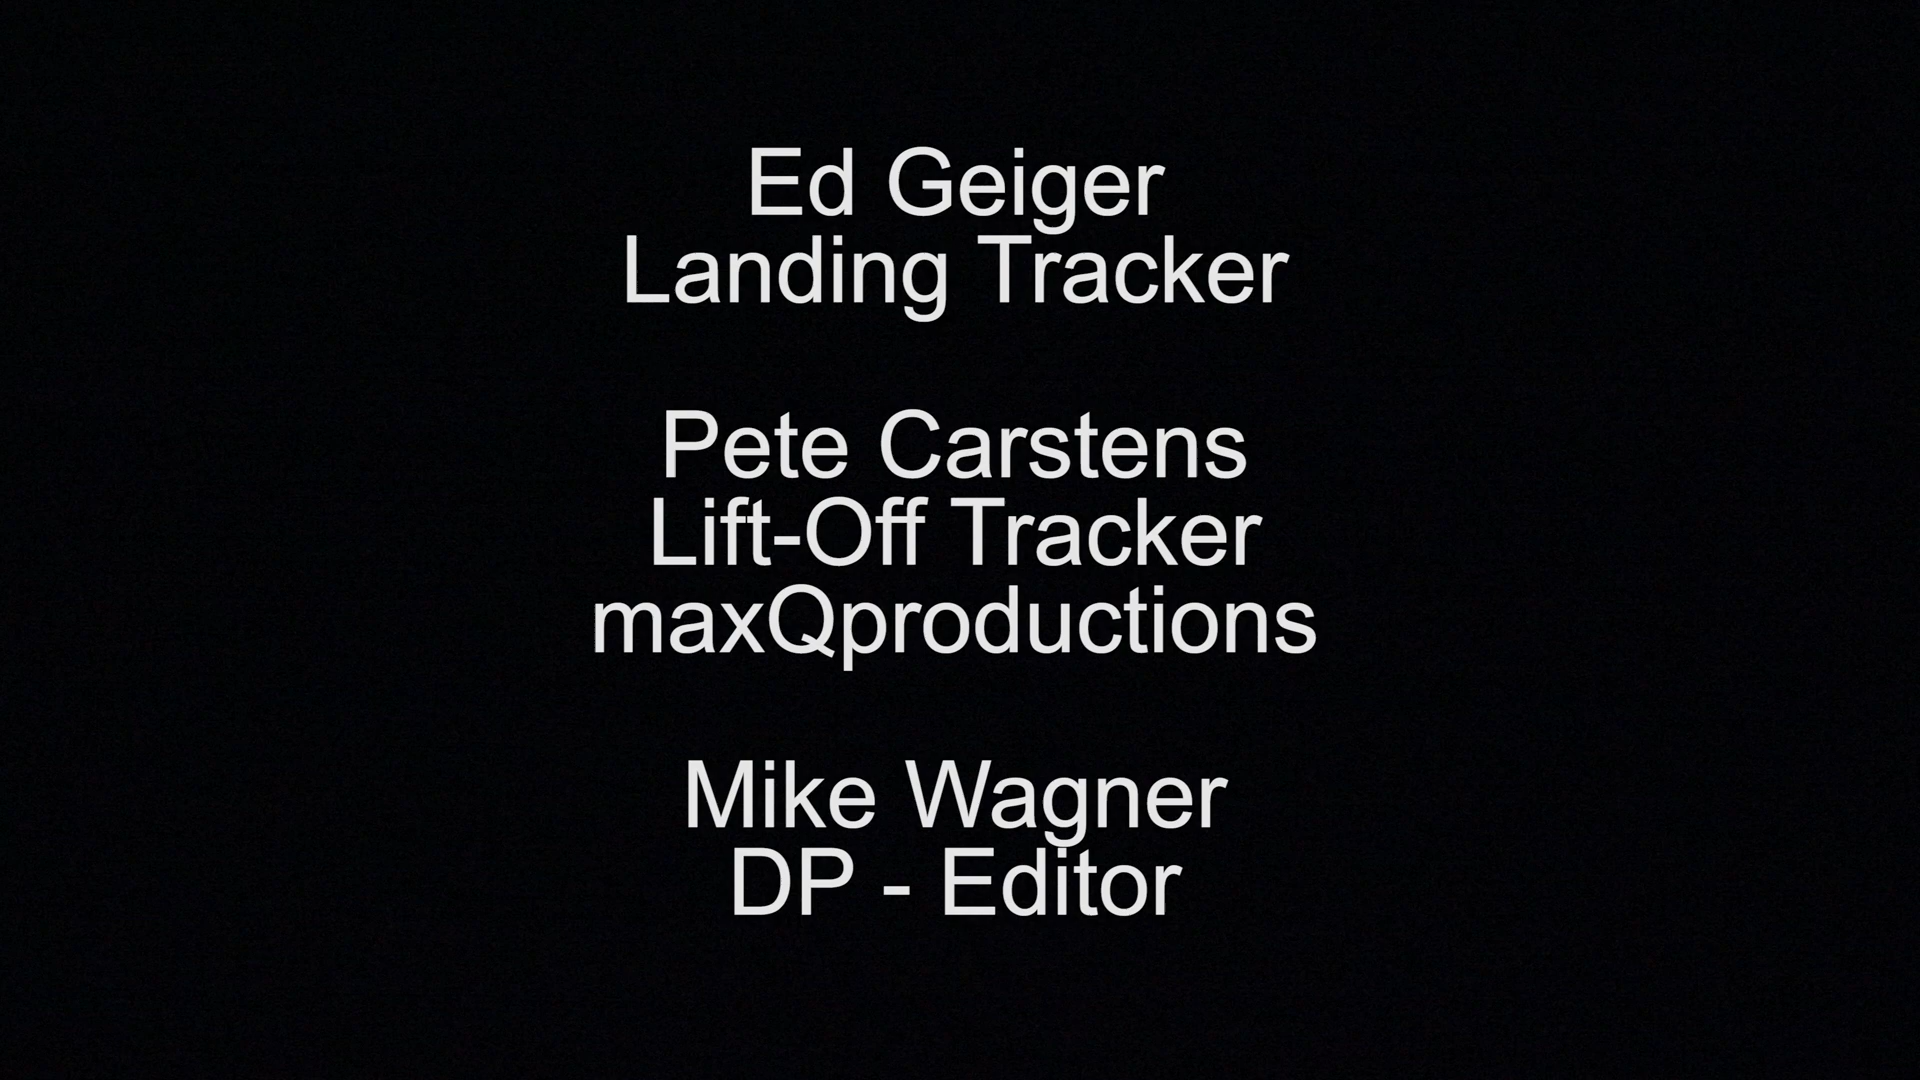 Ed Geiger
Landing Tracker
Pete Carstens
Lift-Off Tracker
maxQproductions
Mike Wagner
DP - Editor